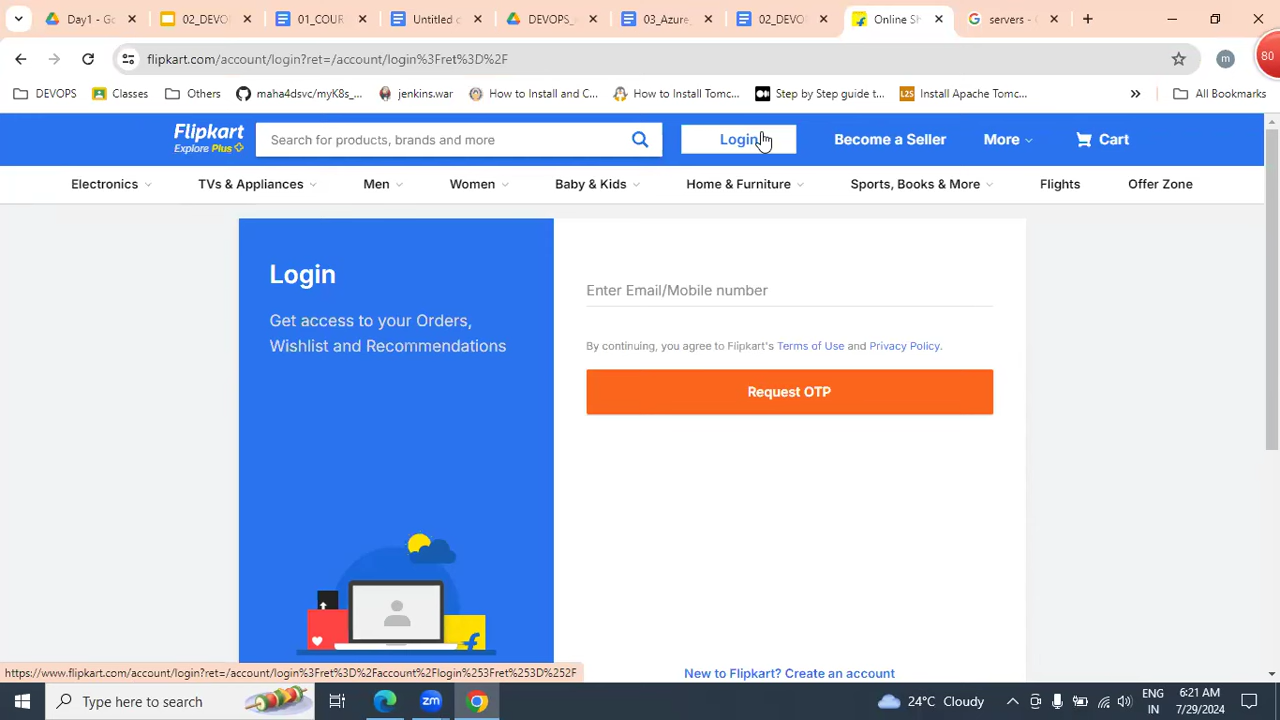 Day1 - Go
02_DEVO
01_COUR
Untitled d
DEVOPS_
03_Azure
02_DEVO
Online Sh
servers - G
80
flipkart.com/account/login?ret=/account/login%3Fret%3D%2F
m
DEVOPS
Classes
Others
maha4dsvc/myK8s_...
jenkins.war
How to Install and C...
How to Install Tomc...
Step by Step guide t...
Install Apache Tomc...
All Bookmarks
Flipkart
Explore Plus
Search for products, brands and more
Login
Become a Seller
More
Cart
Electronics
TVs & Appliances
Men
Women
Baby & Kids
Home & Furniture
Sports, Books & More
Flights
Offer Zone
Login
Get access to your Orders,
Wishlist and Recommendations
Enter Email/Mobile number
By continuing, you agree to Flipkart's Terms of Use and Privacy Policy.
Request OTP
New to Flipkart? Create an account
https://www.flipkart.com/account/login?ret=/account/login%3Fret%3D%2Faccount%2Flogin%253Fret%253D%252F
Type here to search
24°C Cloudy
ENG
IN
6:21 AM
7/29/2024